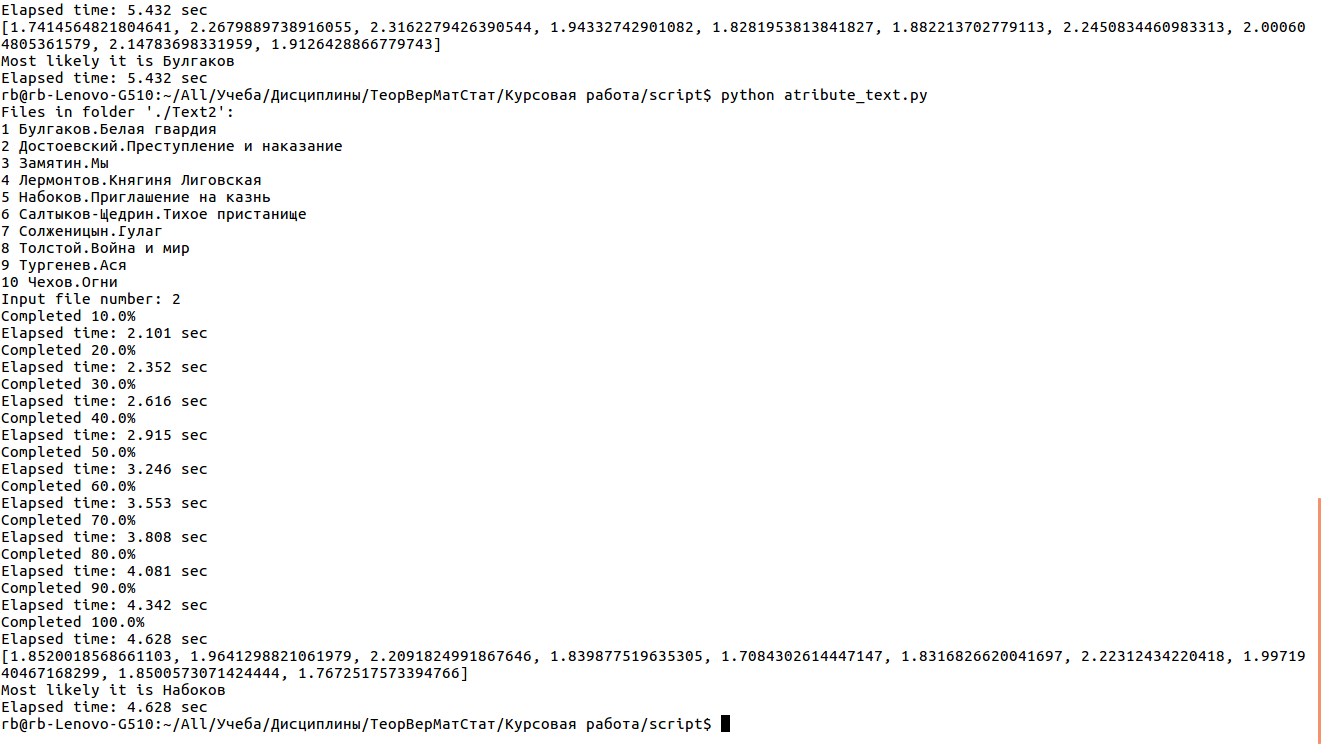 Elapsed time: 5.432 sec
[1.7414564821804641, 2.2679889738916055, 2.3162279426390544, 1.94332742901082, 1.8281953813841827, 1.882213702779113, 2.2450834460983313, 2.00060
4805361579, 2.14783698331959, 1.9126428866779743]
Most likely it is Булгаков
Elapsed time: 5.432 sec
rb@rb-Lenovo-G510:~/All/Учеба/Дисциплины/ТеорВерМатСтат/Курсовая работа/script$ python atribute_text.py
Files in folder './Text2':
1 Булгаков.Белая гвардия
2 Достоевский.Преступление и наказание
3 Замятин.Мы
4 Лермонтов.Княгиня Лиговская
5 Набоков.Приглашение на казнь
6 Салтыков-Щедрин.Тихое пристанище
7 Солженицын.Гулаг
8 Толстой.Война и мир
9 Тургенев.Ася
10 Чехов.Огни
Input file number: 2
Completed 10.0%
Elapsed time: 2.101 sec
Completed 20.0%
Elapsed time: 2.352 sec
Completed 30.0%
Elapsed time: 2.616 sec
Completed 40.0%
Elapsed time: 2.915 sec
Completed 50.0%
Elapsed time: 3.246 sec
Completed 60.0%
Elapsed time: 3.553 sec
Completed 70.0%
Elapsed time: 3.808 sec
Completed 80.0%
Elapsed time: 4.081 sec
Completed 90.0%
Elapsed time: 4.342 sec
Completed 100.0%
Elapsed time: 4.628 sec
[1.8520018568661103, 1.9641298821061979, 2.2091824991867646, 1.839877519635305, 1.7084302614447147, 1.8316826620041697, 2.22312434220418, 1.99719
40467168299, 1.8500573071424444, 1.7672517573394766]
Most likely it is Набоков
Elapsed time: 4.628 sec
rb@rb-Lenovo-G510:~/All/Учеба/Дисциплины/ТеорВерМатСтат/Курсовая работа/script$